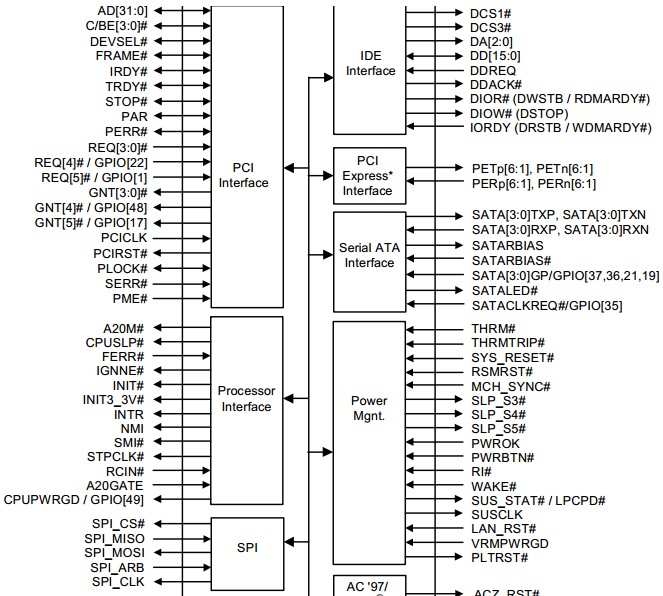 AD[31:0]
C/BE[3:0]#
DEVSEL#
FRAME#
IRDY#
TRDY#
STOP#
PAR
PERR#
REQ[3:0]#
REQ[4]# / GPIO[22]
REQ[5]# / GPIO[1]
GNT[3:0]#
GNT[4]# / GPIO[48]
GNT[5]# / GPIO[17]
PCICLK
PCIRST#
PLOCK#
SERR#
PME#
PCI
Interface
A20M#
CPUSLP#
FERR#
IGNNE#
INIT#
INIT3_3V#
INTR
NMI
SMI#
STPCLK#
RCIN#
A20GATE
CPUPWRGD / GPIO[49]
Processor
Interface
SPI_CS#
SPI_MISO
SPI_MOSI
SPI_ARB
SPI_CLK
SPI
IDE
Interface
DCS1#
DCS3#
DA[2:0]
DD[15:0]
DDREQ
DDACK#
DIOR# (DWSTB / RDMARDY#)
DIOW# (DSTOP)
IORDY (DRSTB / WDMARDY#)
PCI
Express*
Interface
PETp[6:1], PETn[6:1]
PERp[6:1], PERn[6:1]
Serial ATA
Interface
SATA[3:0]TXP, SATA[3:0]TXN
SATA[3:0]RXP, SATA[3:0]RXN
SATARBIAS
SATARBIAS#
SATA[3:0]GP/GPIO[37,36,21,19]
SATALED#
SATACLKREQ#/GPIO[35]
Power
Mgnt.
THRM#
THRMTRIP#
SYS_RESET#
RSMRST#
MCH_SYNC#
SLP_S3#
SLP_S4#
SLP_S5#
PWROK
PWRBTN#
RI#
WAKE#
SUS_STAT# / LPCPD#
SUSCLK
LAN_RST#
VRMPWRGD
PLTRST#
AC '97/
ACZ_RST#